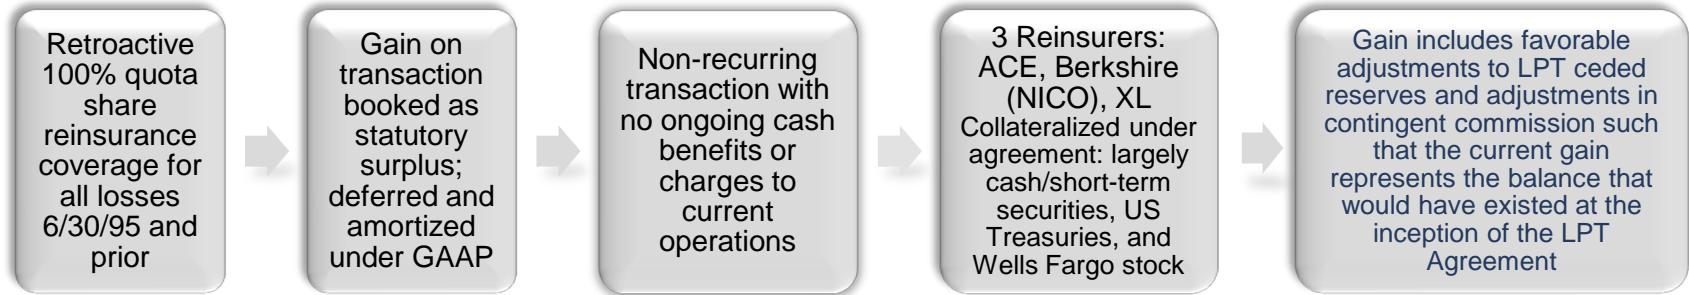 Retroactive
100% quota
share
reinsurance
coverage for
all losses
6/30/95 and
prior
Gain on
transaction
booked as
statutory
surplus;
deferred and
amortized
under GAAP
Non-recurring
transaction with
no ongoing cash
benefits or
charges to
current
operations
3 Reinsurers:
ACE, Berkshire
(NICO), XL
Collateralized under
agreement: largely
cash/short-term
securities, US
Treasuries, and
Wells Fargo stock
Gain includes favorable
adjustments to LPT ceded
reserves and adjustments in
contingent commission such
that the current gain
represents the balance that
would have existed at the
inception of the LPT
Agreement